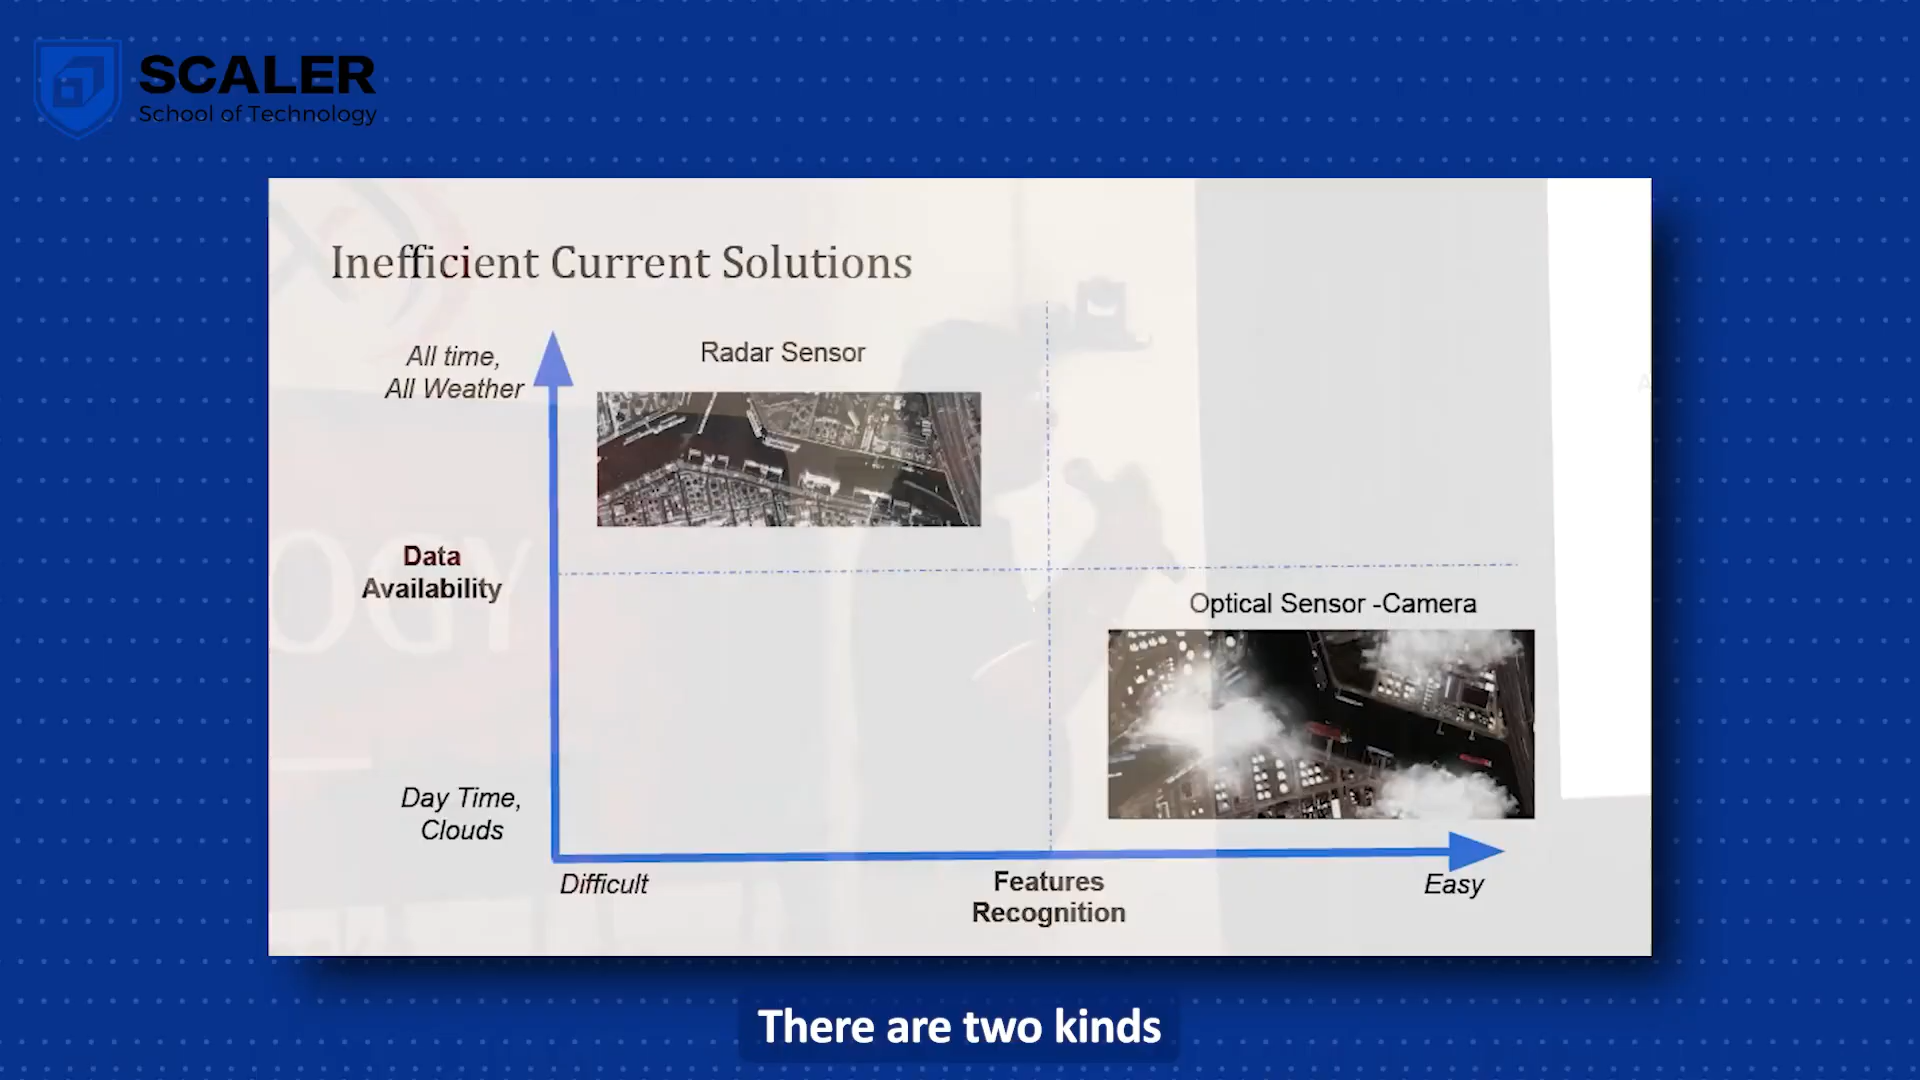 SCALER
School of Technology
Inefficient Current Solutions
All time,
All Weather
Radar Sensor
Data
Availability
OGY
Optical Sensor -Camera
Day Time,
Clouds
Difficult
Features
Recognition
Easy
There are two kinds